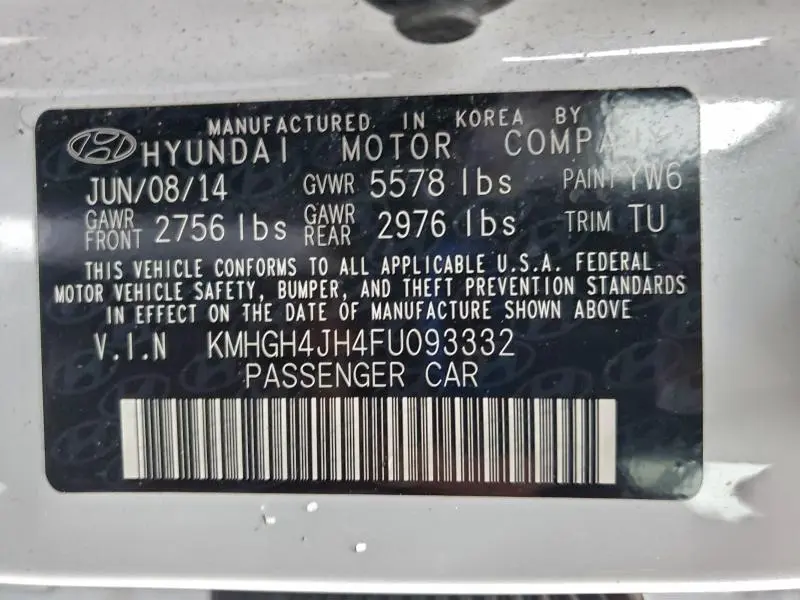 MANUFACTURED IN KOREA BY
HYUNDAI MOTOR COMPANY
JUN/08/14 GVWR 5578 lbs PAINT YW6
GAWR FRONT 2756 lbs GAWR REAR 2976 lbs TRIM TU
THIS VEHICLE CONFORMS TO ALL APPLICABLE U.S.A. FEDERAL
MOTOR VEHICLE SAFETY, BUMPER, AND THEFT PREVENTION STANDARDS
IN EFFECT ON THE DATE OF MANUFACTURE SHOWN ABOVE
V.I.N KMHGH4JH4FU093332
PASSENGER CAR